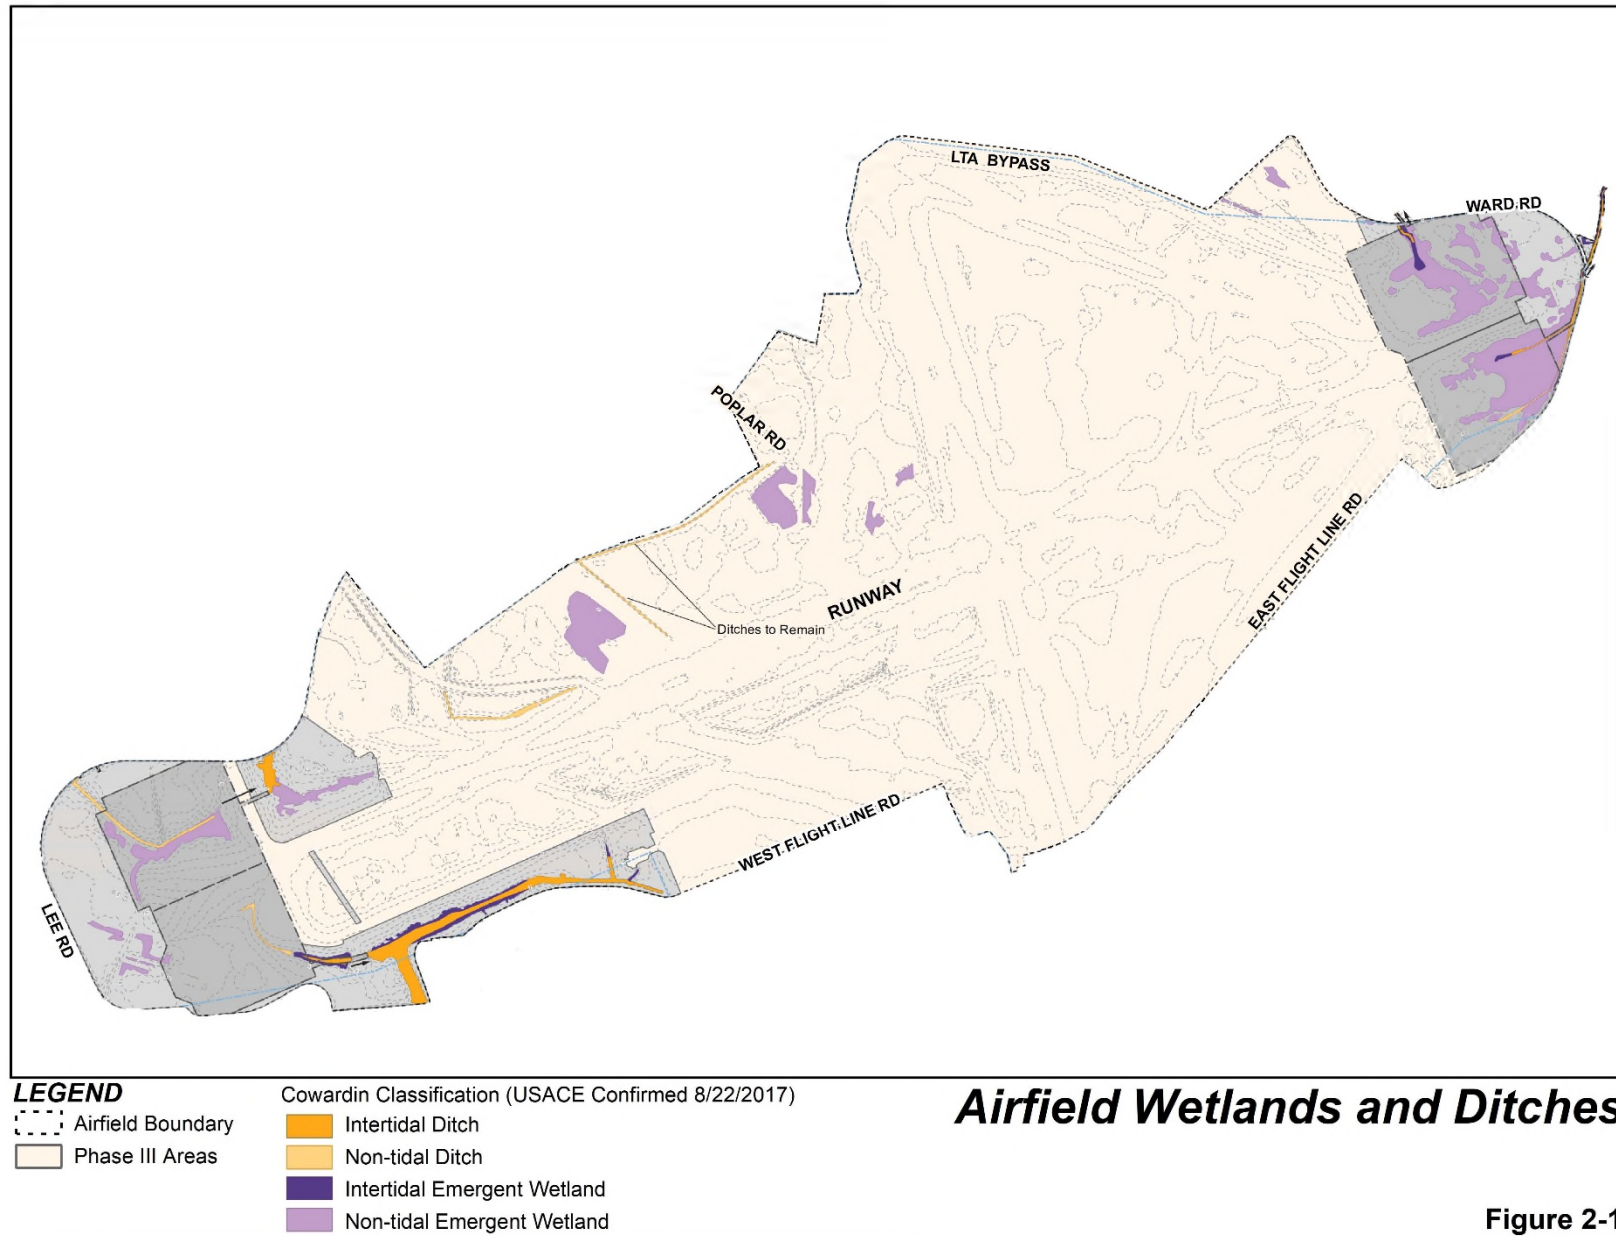 LTA BYPASS
WARD RD
POPLAR RD
EAST FLIGHT LINE RD
RUNWAY
Ditches to Remain
WEST FLIGHT LINE RD
LEE RD
LEGEND
Airfield Boundary
Phase III Areas
Cowardin Classification (USACE Confirmed 8/22/2017)
Intertidal Ditch
Non-tidal Ditch
Intertidal Emergent Wetland
Non-tidal Emergent Wetland
Airfield Wetlands and Ditches
Figure 2-1